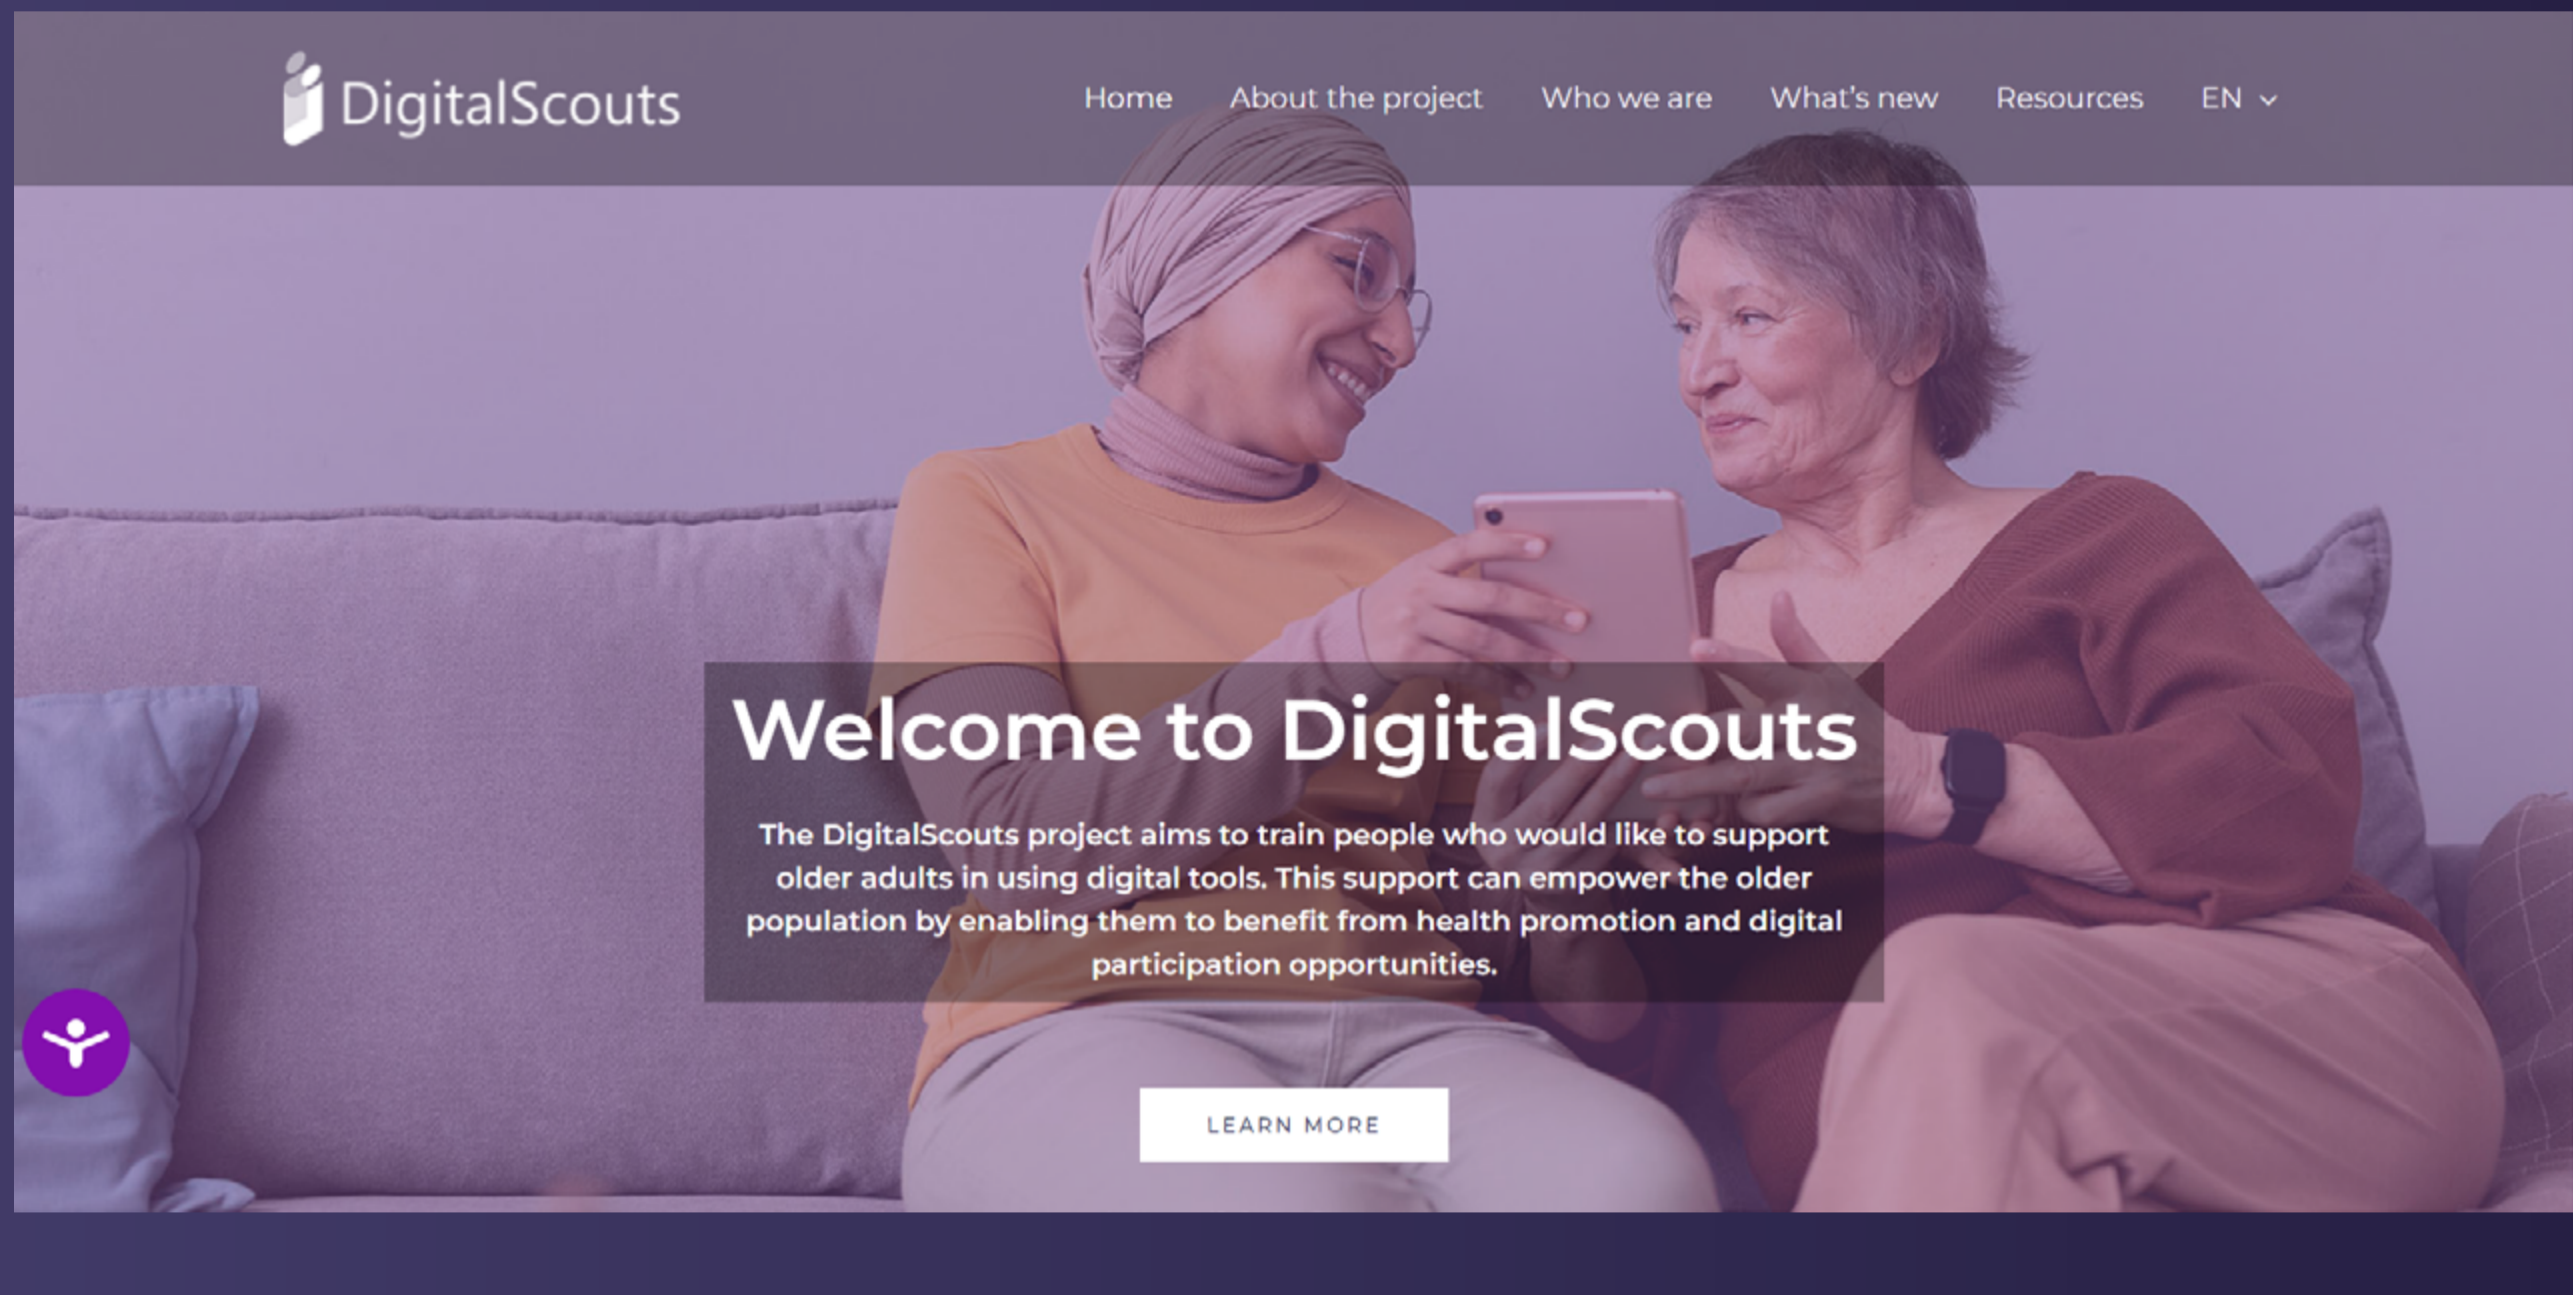 DigitalScouts
Home
About the project
Who we are
What's new
Resources
EN
Welcome to DigitalScouts
The DigitalScouts project aims to train people who would like to support
older adults in using digital tools. This support can empower the older
population by enabling them to benefit from health promotion and digital
participation opportunities.
LEARN MORE